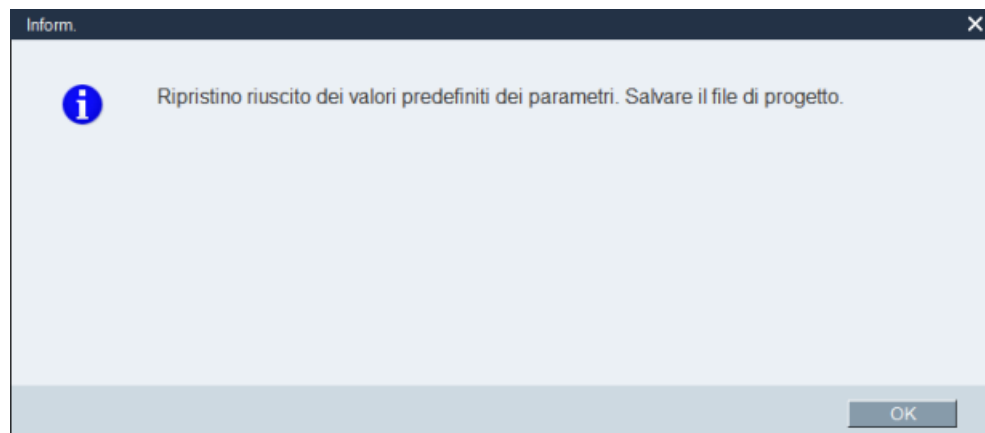 Inform.
Ripristino riuscito dei valori predefiniti dei parametri. Salvare il file di progetto.
OK